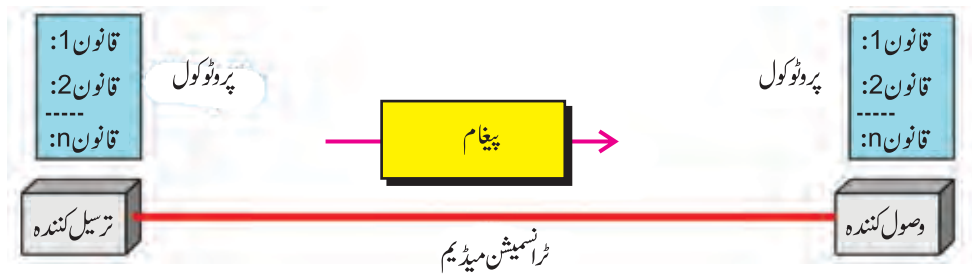 قانون1:
قانون2:
-----
قانونn:
پروٹوکول
قانون1:
قانون2:
-----
قانونn:
پروٹوکول
پیغام
وصول کنندہ
ترسیل کنندہ
ٹرانسمیشن میڈیم